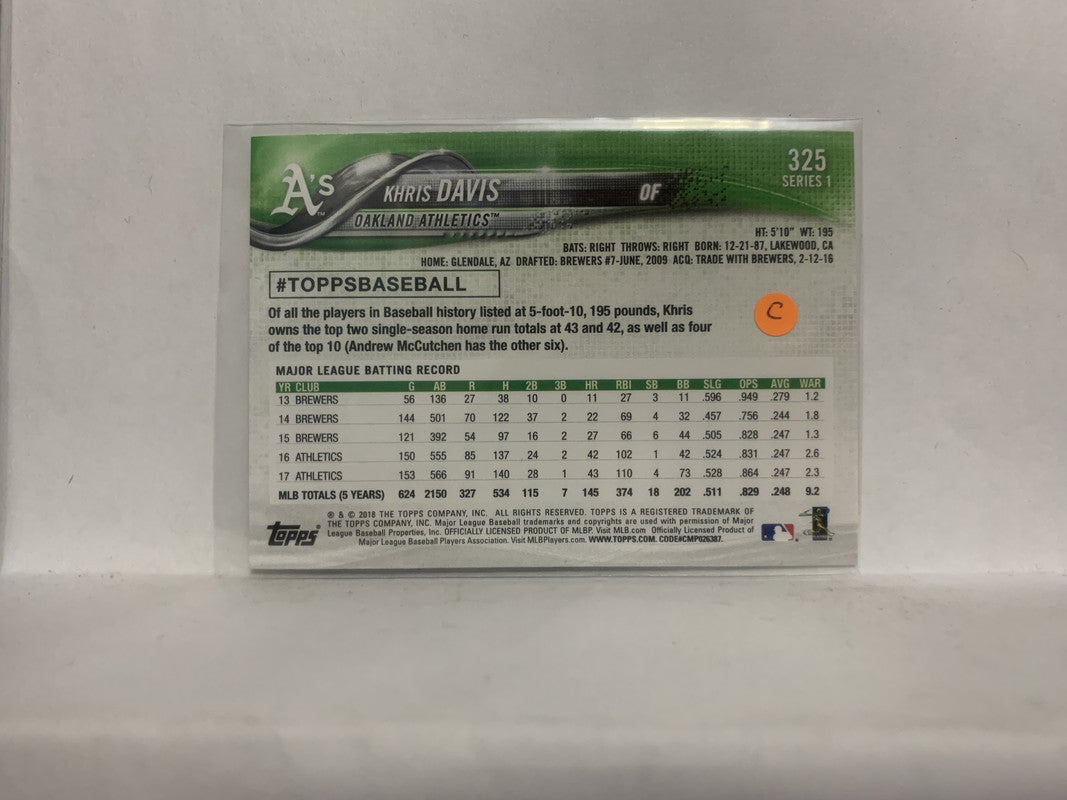 A's™
KHRIS DAVIS OF
OAKLAND ATHLETICS™
325
SERIES 1
HT: 5'10" WT: 195
BATS: RIGHT THROWS: RIGHT BORN: 12-21-87, LAKEWOOD, CA
HOME: GLENDALE, AZ DRAFTED: BREWERS #7-JUNE, 2009 ACQ: TRADE WITH BREWERS, 2-12-16
#TOPPSBASEBALL
Of all the players in Baseball history listed at 5-foot-10, 195 pounds, Khris
owns the top two single-season home run totals at 43 and 42, as well as four
of the top 10 (Andrew McCutchen has the other six).
C
MAJOR LEAGUE BATTING RECORD
YR CLUB G AB R H 2B 3B HR RBI SB BB SLG OPS AVG WAR
13 BREWERS 56 136 27 38 10 0 11 27 3 11 .596 .949 .279 1.2
14 BREWERS 144 501 70 122 37 2 22 69 4 32 .457 .756 .244 1.8
15 BREWERS 121 392 54 97 16 2 27 66 6 44 .505 .828 .247 1.3
16 ATHLETICS 150 555 85 137 24 2 42 102 1 42 .524 .831 .247 2.6
17 ATHLETICS 153 566 91 140 28 1 43 110 4 73 .528 .864 .247 2.3
MLB TOTALS (5 YEARS) 624 2150 327 534 115 7 145 374 18 202 .511 .829 .248 9.2
Topps®
® & © 2018 THE TOPPS COMPANY, INC. ALL RIGHTS RESERVED. TOPPS IS A REGISTERED TRADEMARK OF
THE TOPPS COMPANY, INC. Major League Baseball trademarks and copyrights are used with permission of Major
League Baseball Properties, Inc. OFFICIALLY LICENSED PRODUCT OF MLBP. Visit MLB.com Officially Licensed Product of
Major League Baseball Players Association. Visit MLBPlayers.com. WWW.TOPPS.COM. CODE#CMP026387.